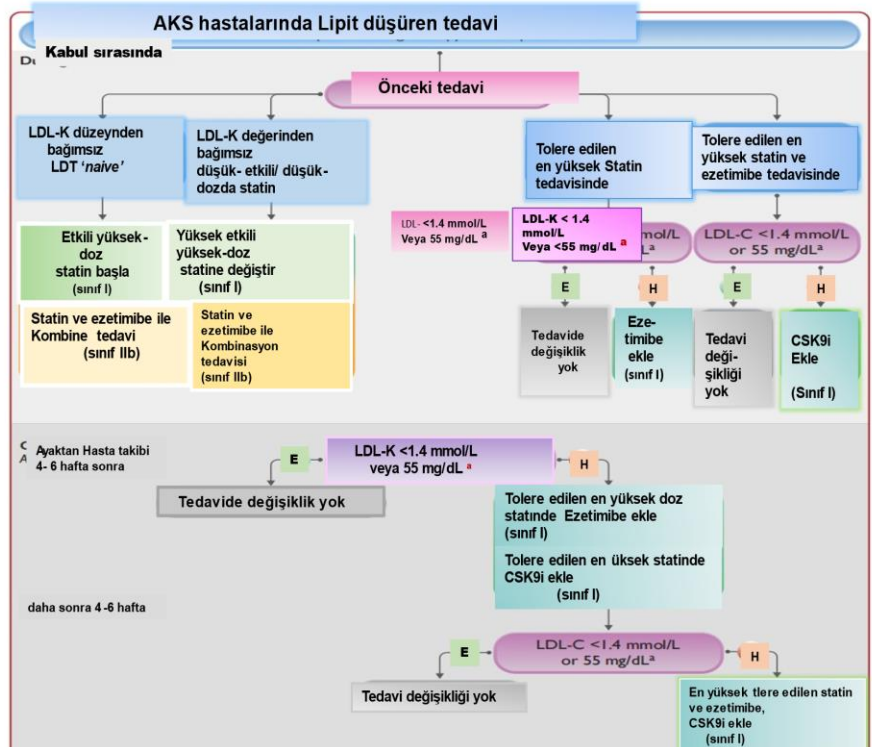 AKS hastalarında Lipit düşüren tedavi
Kabul sırasında
Önceki tedavi
LDL-K düzeynden
bağımsız
LDT 'naive'
LDL-K değerinden
bağımsız
düşük- etkili/ düşük-
dozda statin
Tolere edilen
en yüksek Statin
tedavisinde
Tolere edilen en
yüksek statin ve
ezetimibe tedavisinde
Etkili yüksek-
doz
statin başla
(sınıf I)
Yüksek etkili
yüksek-doz
statine değiştir
(sınıf I)
LDL- <1.4 mmol/L
Veya 55 mg/dL a
LDL-K < 1.4
mmol/L
Veya <55 mg/dL a
mol/L
La
LDL-C <1.4 mmol/L
or 55 mg/dLa
E
H
E
H
Statin ve ezetimibe ile
Kombine tedavi
(sınıf IIb)
Statin ve
ezetimibe ile
Kombinasyon
tedavisi
(sınıf IIb)
Tedavide
değişiklik
yok
Eze-
timibe
ekle
(sınıf I)
Tedavi
deği-
şikliği
yok
CSK9i
Ekle
(Sınıf I)
Ayaktan Hasta takibi
4- 6 hafta sonra
E
LDL-K <1.4 mmol/L
veya 55 mg/dL a
H
Tedavide değişiklik yok
Tolere edilen en yüksek doz
statınde Ezetimibe ekle
(sınıf I)
Tolere edilen en üksek statinde
CSK9i ekle
(sınıf I)
daha sonra 4 -6 hafta
E
LDL-C <1.4 mmol/L
or 55 mg/dLa
H
Tedavi değişikliği yok
En yüksek tlere edilen statin
ve ezetimibe,
CSK9i ekle
(sınıf I)